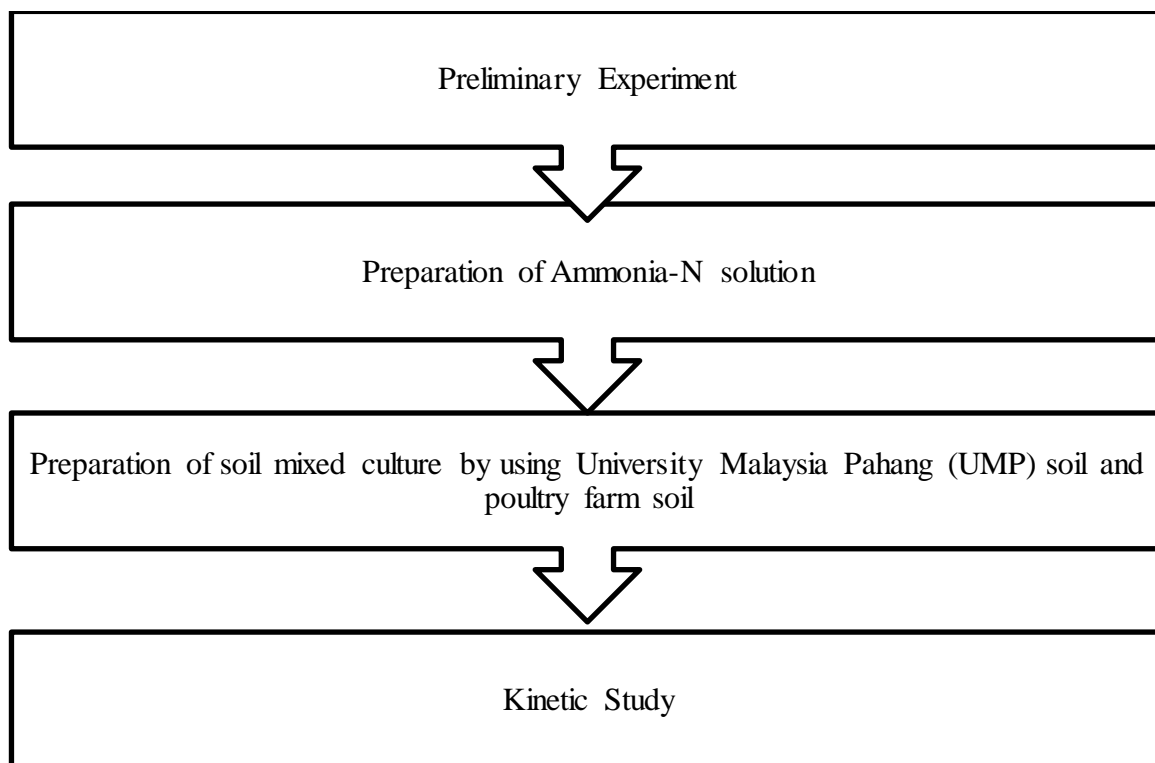 Preliminary Experiment
Preparation of Ammonia-N solution
Preparation of soil mixed culture by using University Malaysia Pahang (UMP) soil and
poultry farm soil
Kinetic Study